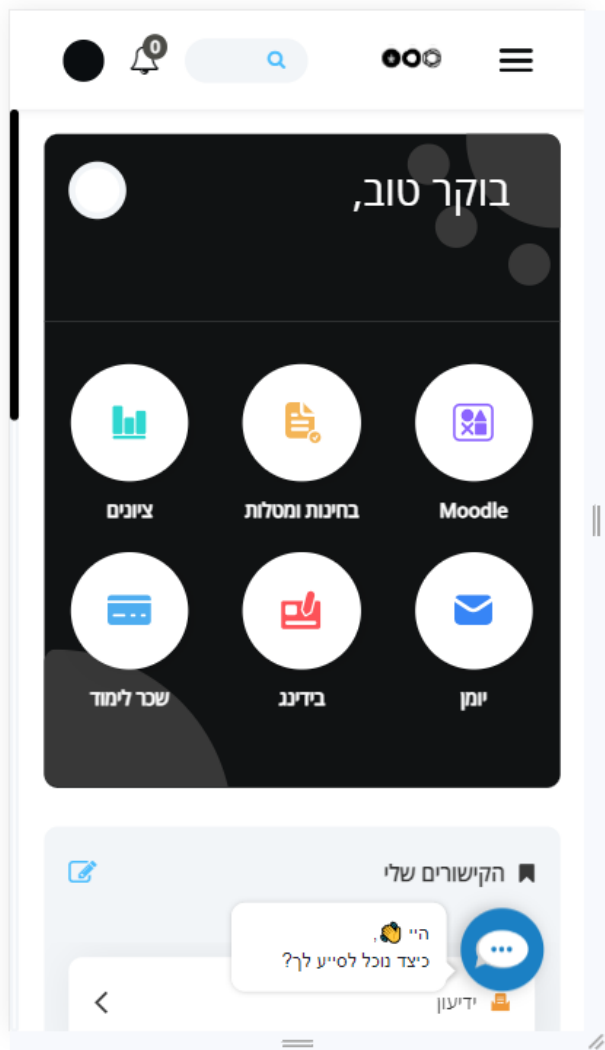 0
בוקר טוב,
Moodle
בחינות ומטלות
ציונים
יומן
בידינג
שכר לימוד
הקישורים שלי
היי 👏,
כיצד נוכל לסייע לך?
ידיעון